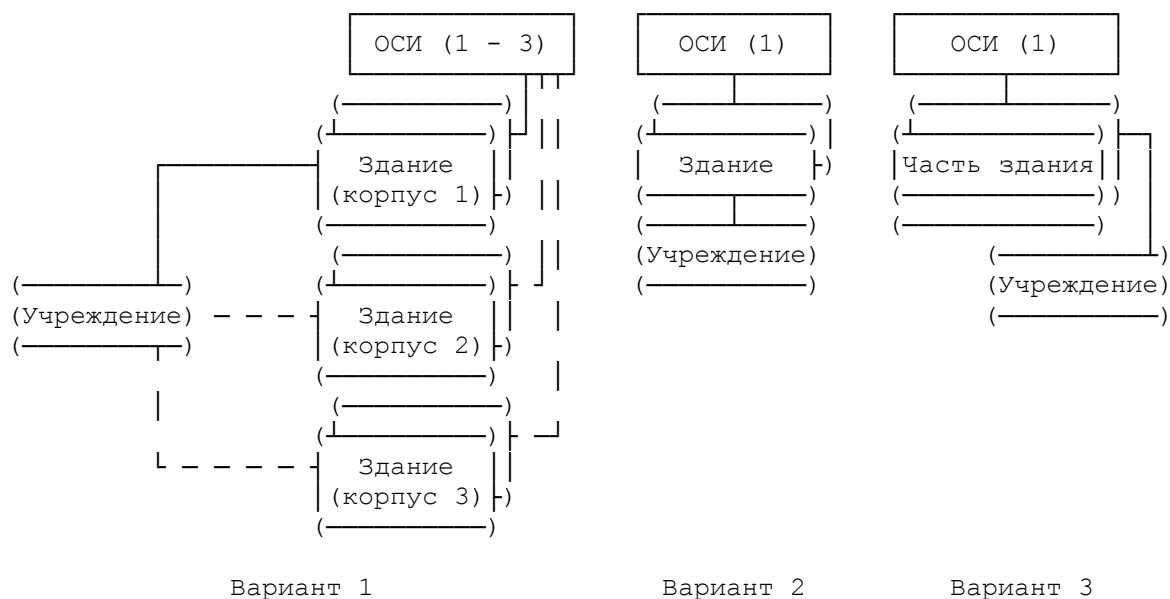 ОСИ (1 - 3)
ОСИ (1)
ОСИ (1)
Здание
(корпус 1)
Здание
Часть здания
(Учреждение)
(Учреждение)
(Учреждение)
Здание
(корпус 2)
Здание
(корпус 3)
Вариант 1
Вариант 2
Вариант 3